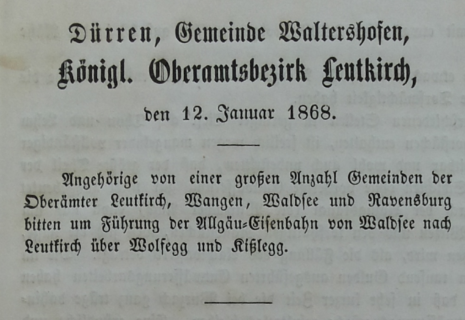 Dürren, Gemeinde Waltershofen,
Königl. Oberamtsbezirk Leutkirch,
den 12. Januar 1868.
Angehörige von einer großen Anzahl Gemeinden der
Oberämter Leutkirch, Wangen, Waldsee und Ravensburg
bitten um Führung der Allgäu-Eisenbahn von Waldsee nach
Leutkirch über Wolfegg und Kißlegg.